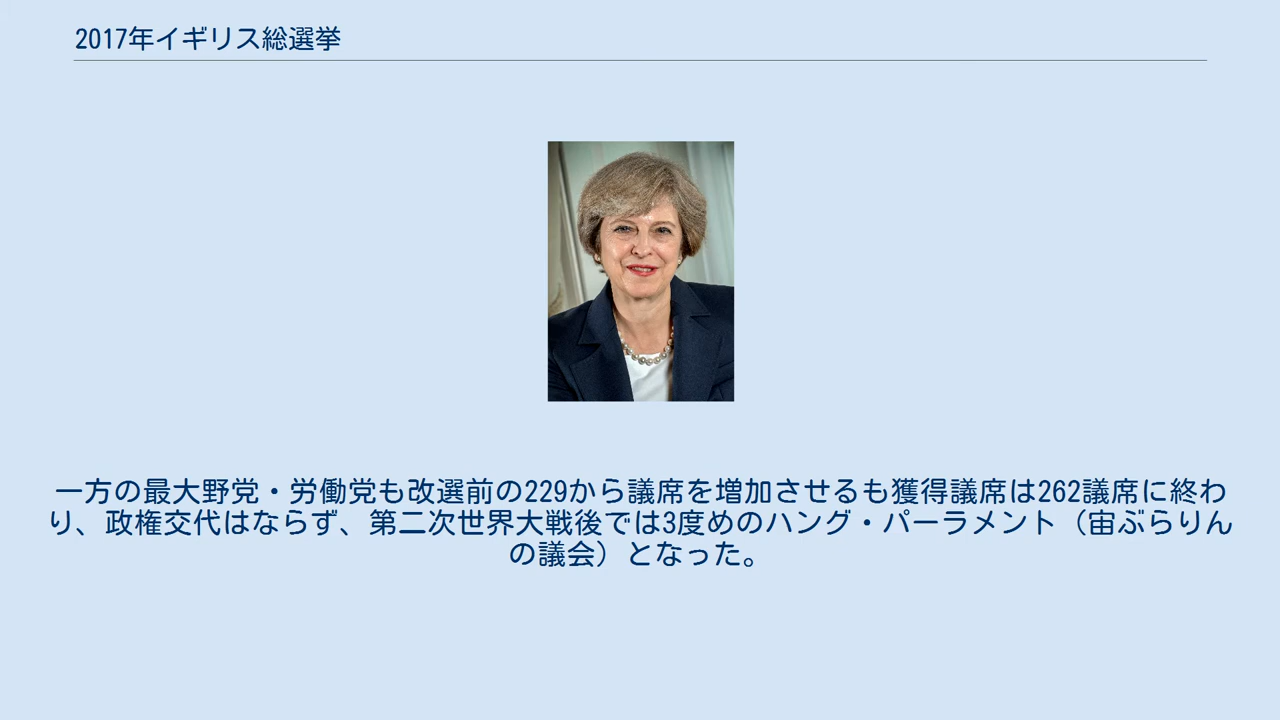 2017年イギリス総選挙
一方の最大野党・労働党も改選前の229から議席を増加させるも獲得議席は262議席に終わ
り、政権交代はならず、第二次世界大戦後では3度めのハング・パーラメント（宙ぶらりん
の議会）となった。